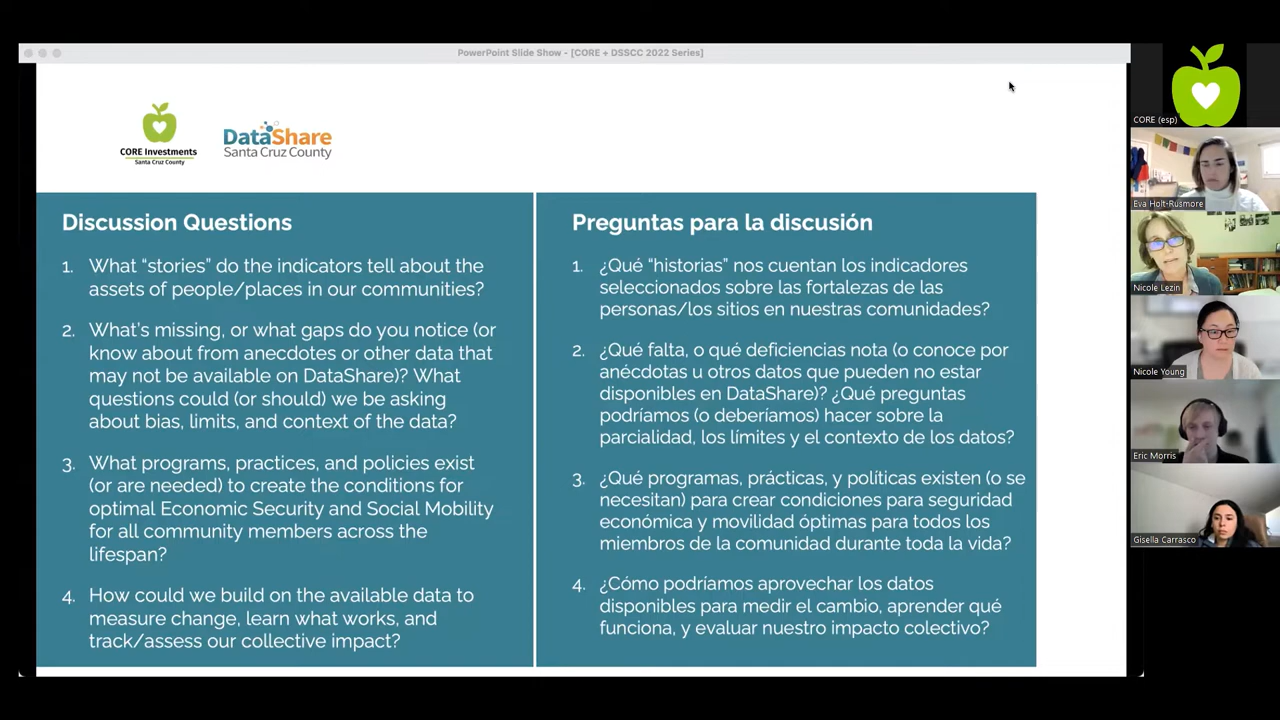 PowerPoint Slide Show - [CORE + DSSCC 2022 Series]
CORE Investments
Santa Cruz County
DataShare
Santa Cruz County
Discussion Questions
1. What “stories” do the indicators tell about the
assets of people/places in our communities?
2. What’s missing, or what gaps do you notice (or
know about from anecdotes or other data that
may not be available on DataShare)? What
questions could (or should) we be asking
about bias, limits, and context of the data?
3. What programs, practices, and policies exist
(or are needed) to create the conditions for
optimal Economic Security and Social Mobility
for all community members across the
lifespan?
4. How could we build on the available data to
measure change, learn what works, and
track/assess our collective impact?
Preguntas para la discusión
1. ¿Qué “historias” nos cuentan los indicadores
seleccionados sobre las fortalezas de las
personas/los sitios en nuestras comunidades?
2. ¿Qué falta, o qué deficiencias nota (o conoce por
anécdotas u otros datos que pueden no estar
disponibles en DataShare)? ¿Qué preguntas
podríamos (o deberíamos) hacer sobre la
parcialidad, los límites y el contexto de los datos?
3. ¿Qué programas, prácticas, y políticas existen (o se
necesitan) para crear condiciones para seguridad
económica y movilidad óptimas para todos los
miembros de la comunidad durante toda la vida?
4. ¿Cómo podríamos aprovechar los datos
disponibles para medir el cambio, aprender qué
funciona, y evaluar nuestro impacto colectivo?
CORE (esp)
Eva Holt-Rusmore
Nicole Lezin
Nicole Young
Eric Morris
Gisella Carrasco